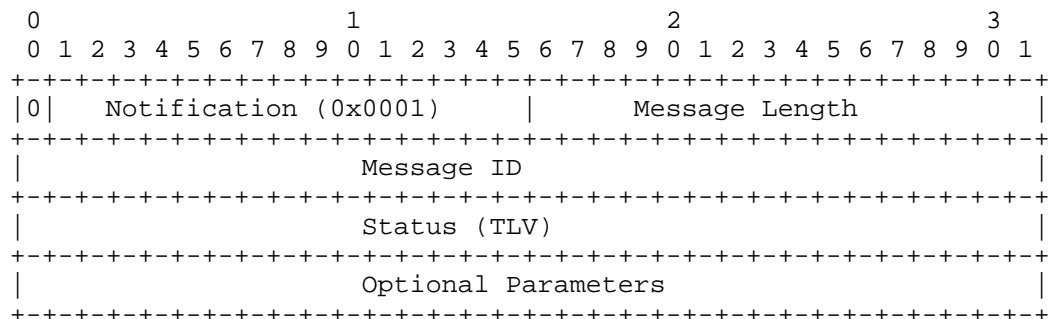 0                   1                   2                   3
 0 1 2 3 4 5 6 7 8 9 0 1 2 3 4 5 6 7 8 9 0 1 2 3 4 5 6 7 8 9 0 1
+-+-+-+-+-+-+-+-+-+-+-+-+-+-+-+-+-+-+-+-+-+-+-+-+-+-+-+-+-+-+-+-+
|0|   Notification (0x0001)     |      Message Length           |
+-+-+-+-+-+-+-+-+-+-+-+-+-+-+-+-+-+-+-+-+-+-+-+-+-+-+-+-+-+-+-+-+
|                     Message ID                                |
+-+-+-+-+-+-+-+-+-+-+-+-+-+-+-+-+-+-+-+-+-+-+-+-+-+-+-+-+-+-+-+-+
|                     Status (TLV)                              |
+-+-+-+-+-+-+-+-+-+-+-+-+-+-+-+-+-+-+-+-+-+-+-+-+-+-+-+-+-+-+-+-+
|                     Optional Parameters                       |
+-+-+-+-+-+-+-+-+-+-+-+-+-+-+-+-+-+-+-+-+-+-+-+-+-+-+-+-+-+-+-+-+